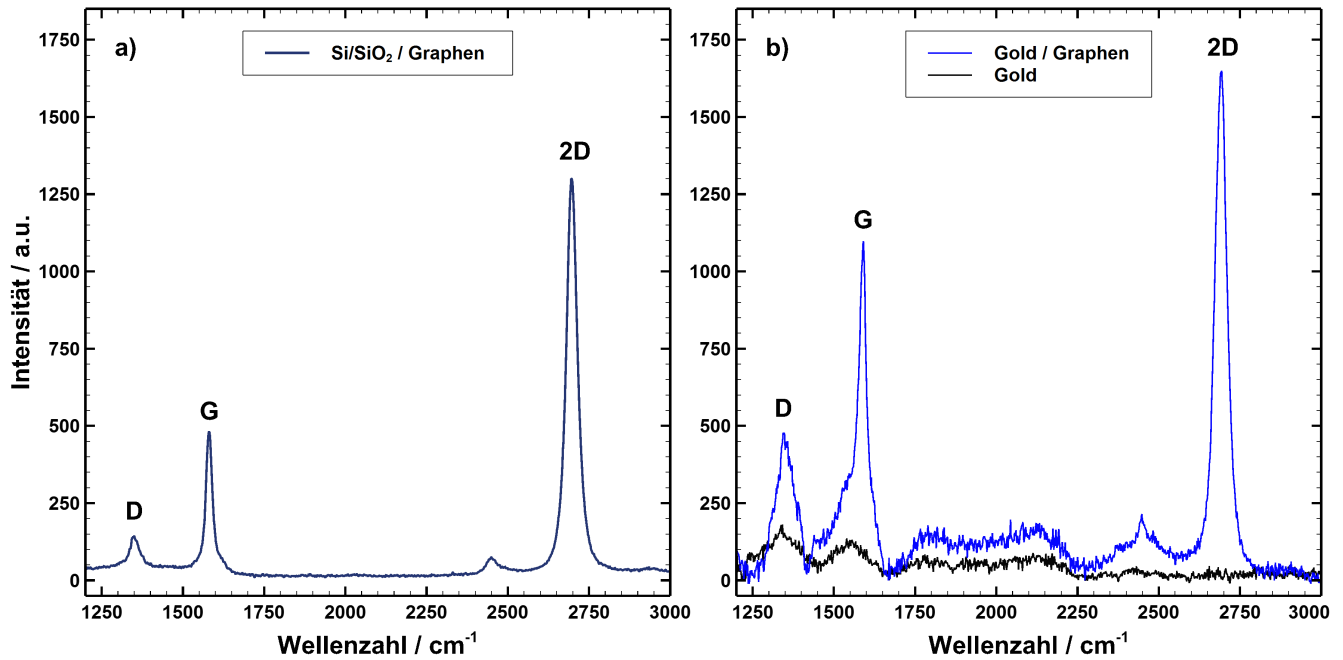 a)
Si/SiO₂ / Graphen
D
G
2D
1750
1500
1250
1000
750
500
250
0
1250 1500 1750 2000 2250 2500 2750 3000
Intensität / a.u.
Wellenzahl / cm⁻¹
b)
Gold / Graphen
Gold
D
G
2D
1750
1500
1250
1000
750
500
250
0
1250 1500 1750 2000 2250 2500 2750 3000
Wellenzahl / cm⁻¹